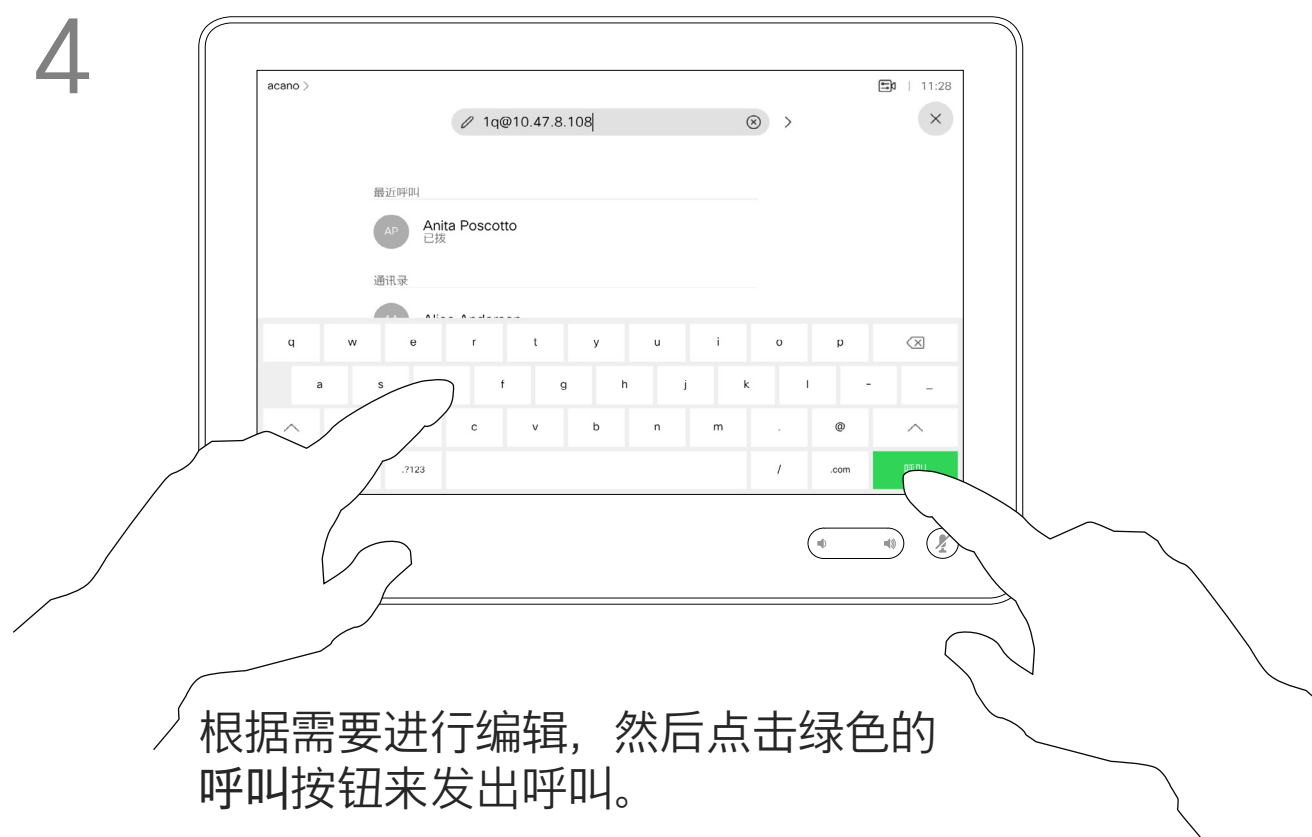 4
acano > | 11:28
1q@10.47.8.108
最近呼叫
AP Anita Poscotto
已拨
通讯录
q w e r t y u i o p
a s f g h j k l - _
c v b n m . @
.?123 / .com
根据需要进行编辑，然后点击绿色的
呼叫按钮来发出呼叫。